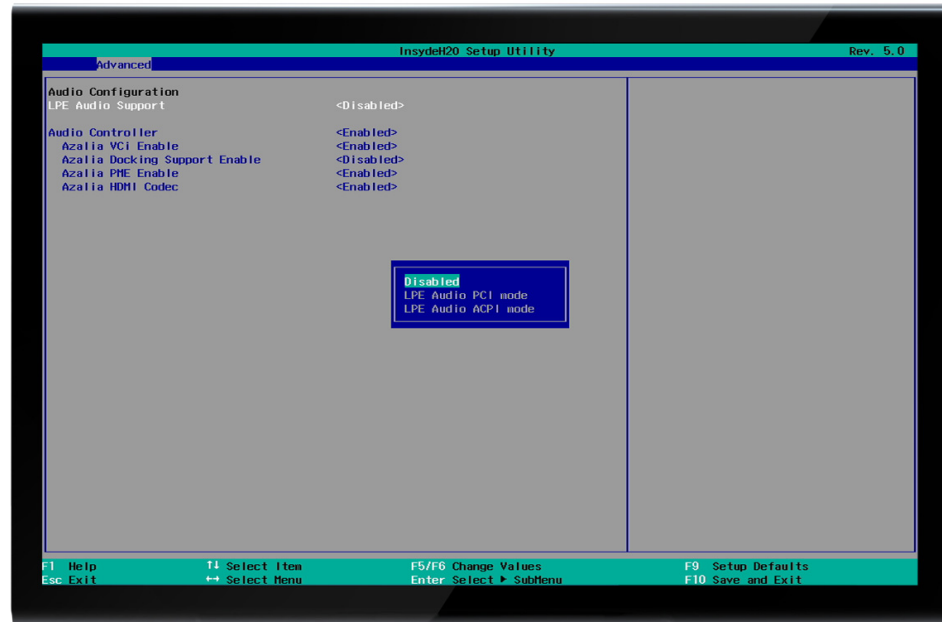 InsydeH20 Setup Utility Rev. 5.0
Advanced
Audio Configuration
LPE Audio Support <Disabled>
Audio Controller <Enabled>
Azalia VCi Enable <Enabled>
Azalia Docking Support Enable <Disabled>
Azalia PME Enable <Enabled>
Azalia HDMI Codec <Enabled>
Disabled
LPE Audio PCI mode
LPE Audio ACPI mode
F1 Help ↑↓ Select Item F5/F6 Change Values F9 Setup Defaults
Esc Exit ↔ Select Menu Enter Select ▶ SubMenu F10 Save and Exit